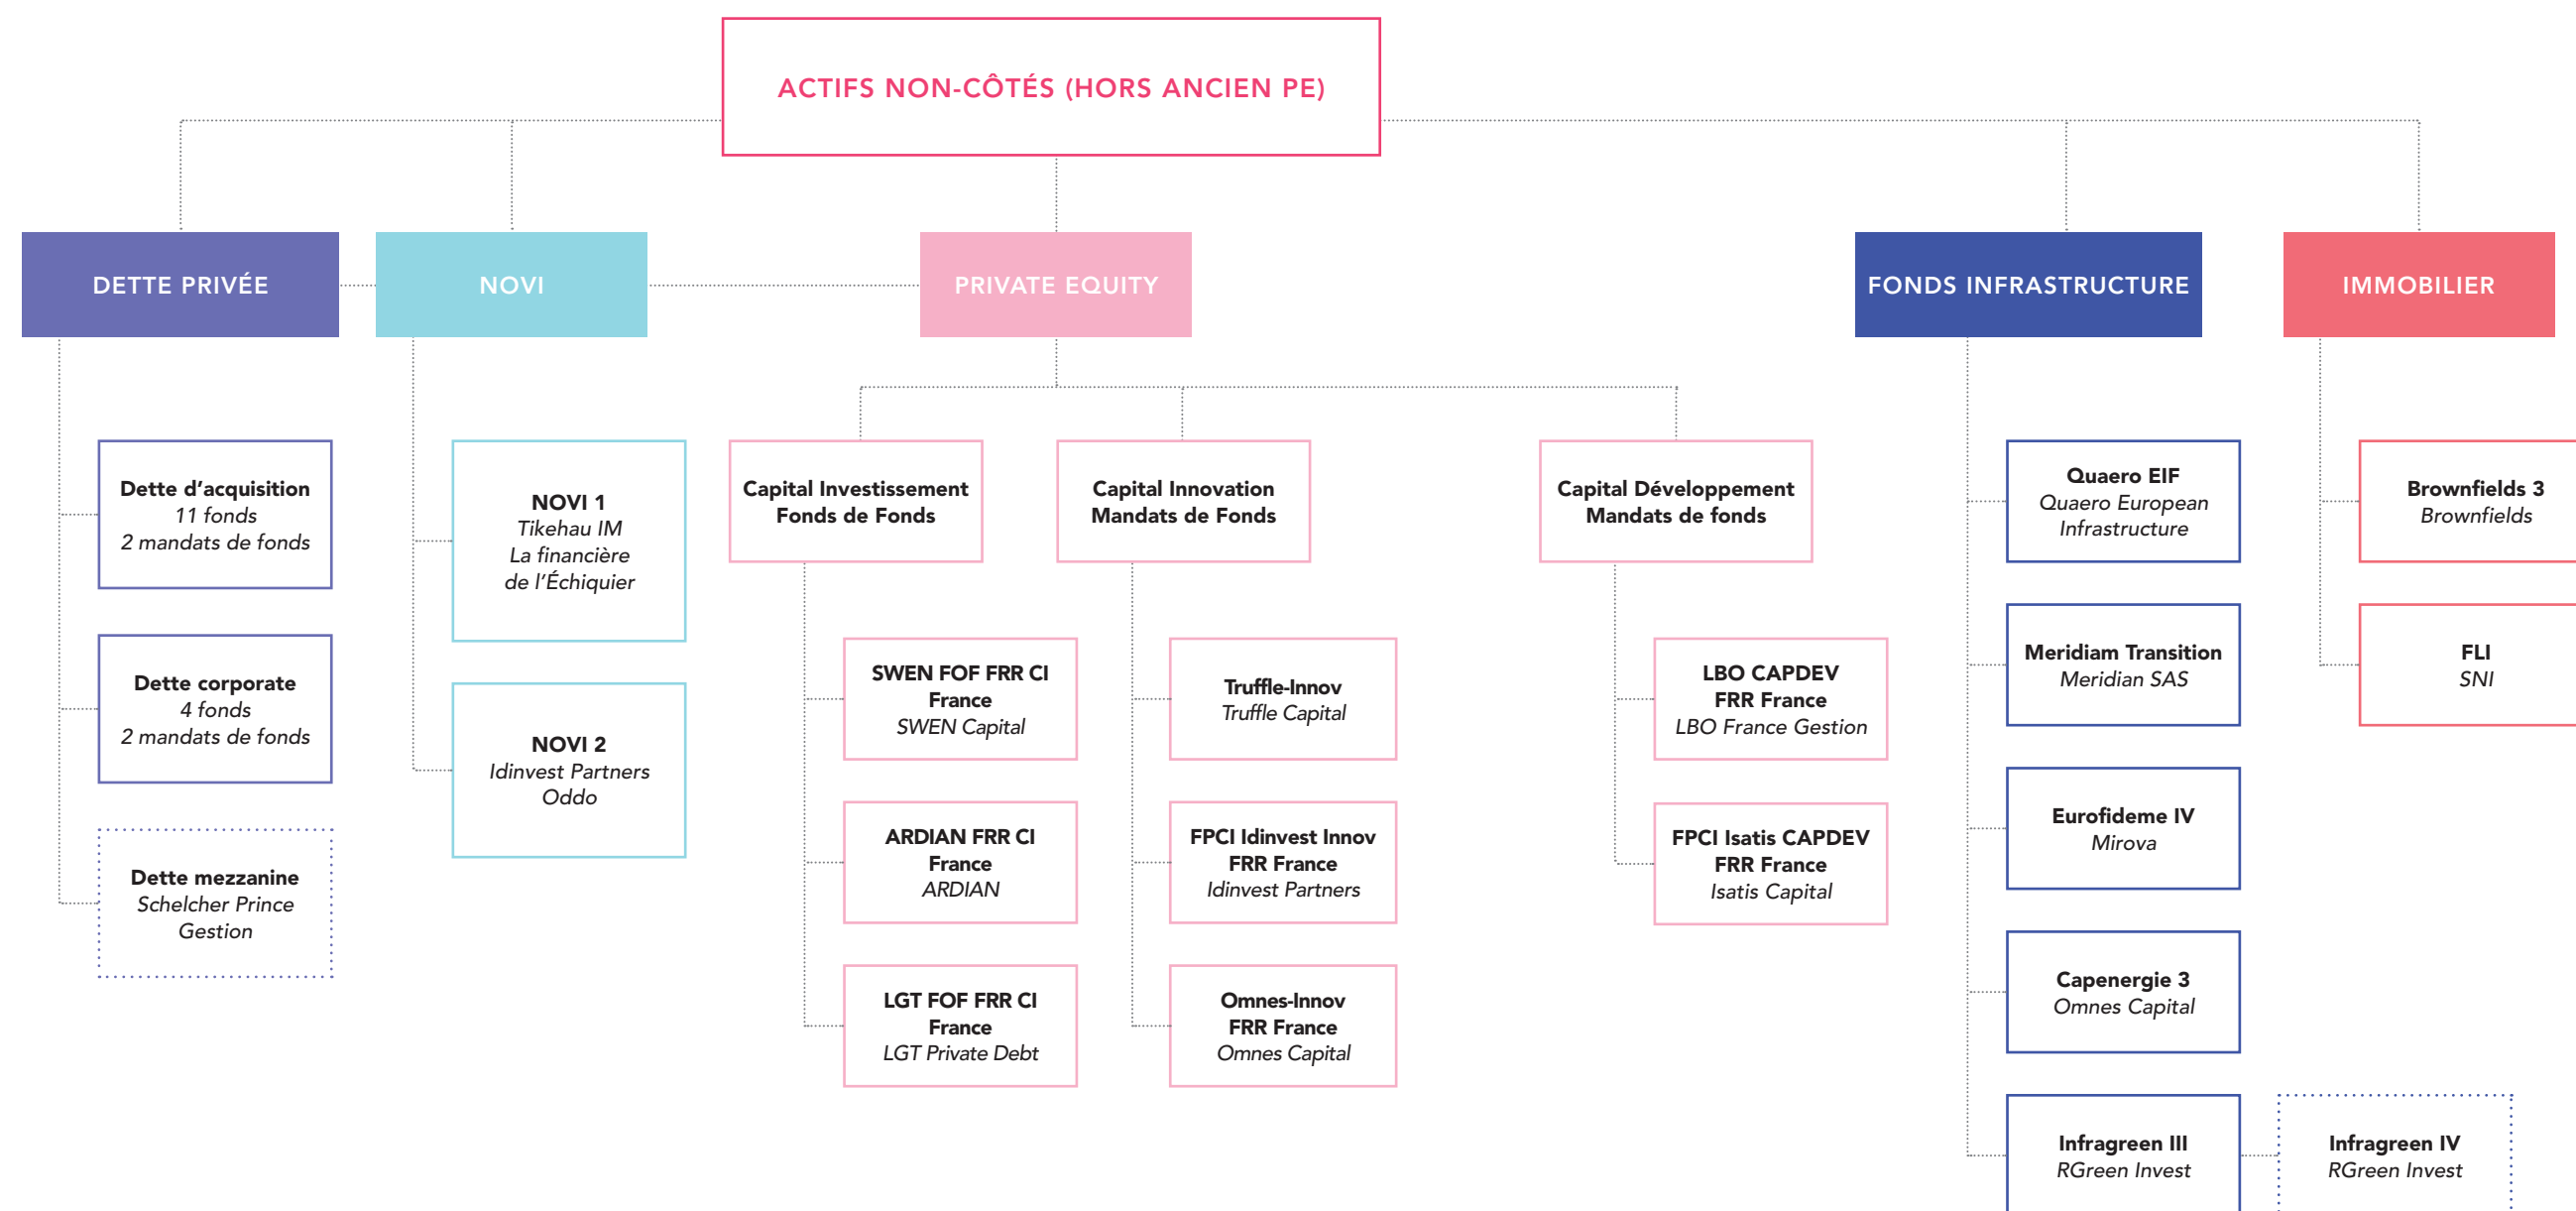 ACTIFS NON-CÔTÉS (HORS ANCIEN PE)
DETTE PRIVÉE
NOVI
PRIVATE EQUITY
FONDS INFRASTRUCTURE
IMMOBILIER
Dette d’acquisition
11 fonds
2 mandats de fonds
Dette corporate
4 fonds
2 mandats de fonds
Dette mezzanine
Schelcher Prince
Gestion
NOVI 1
Tikehau IM
La financière
de l’Échiquier
NOVI 2
Idinvest Partners
Oddo
Capital Investissement
Fonds de Fonds
SWEN FOF FRR CI
France
SWEN Capital
ARDIAN FRR CI
France
ARDIAN
LGT FOF FRR CI
France
LGT Private Debt
Capital Innovation
Mandats de Fonds
Truffle-Innov
Truffle Capital
FPCI Idinvest Innov
FRR France
Idinvest Partners
Omnes-Innov
FRR France
Omnes Capital
Capital Développement
Mandats de fonds
LBO CAPDEV
FRR France
LBO France Gestion
FPCI Isatis CAPDEV
FRR France
Isatis Capital
Quaero EIF
Quaero European
Infrastructure
Meridiam Transition
Meridian SAS
Eurofideme IV
Mirova
Capenergie 3
Omnes Capital
Infragreen III
RGreen Invest
Infragreen IV
RGreen Invest
Brownfields 3
Brownfields
FLI
SNI